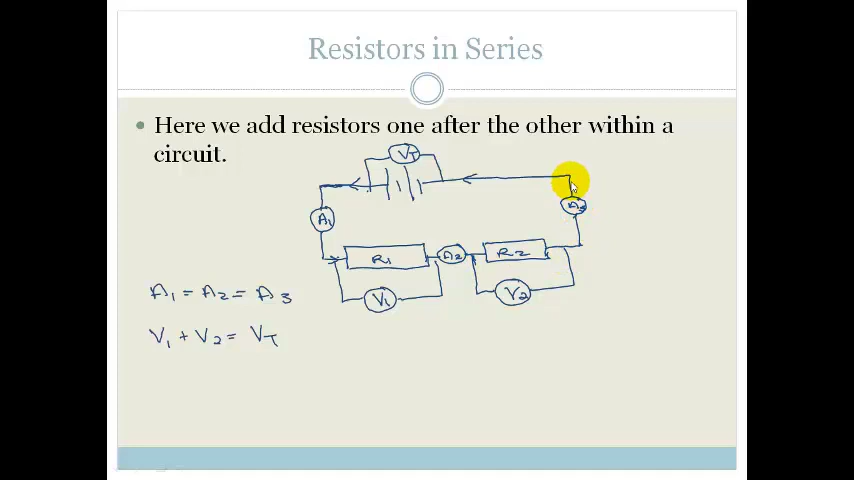 Resistors in Series
Here we add resistors one after the other within a
circuit.
VT
A1
A3
R1
A2
R2
V1
V2
A1 = A2 = A3
V1 + V2 = VT